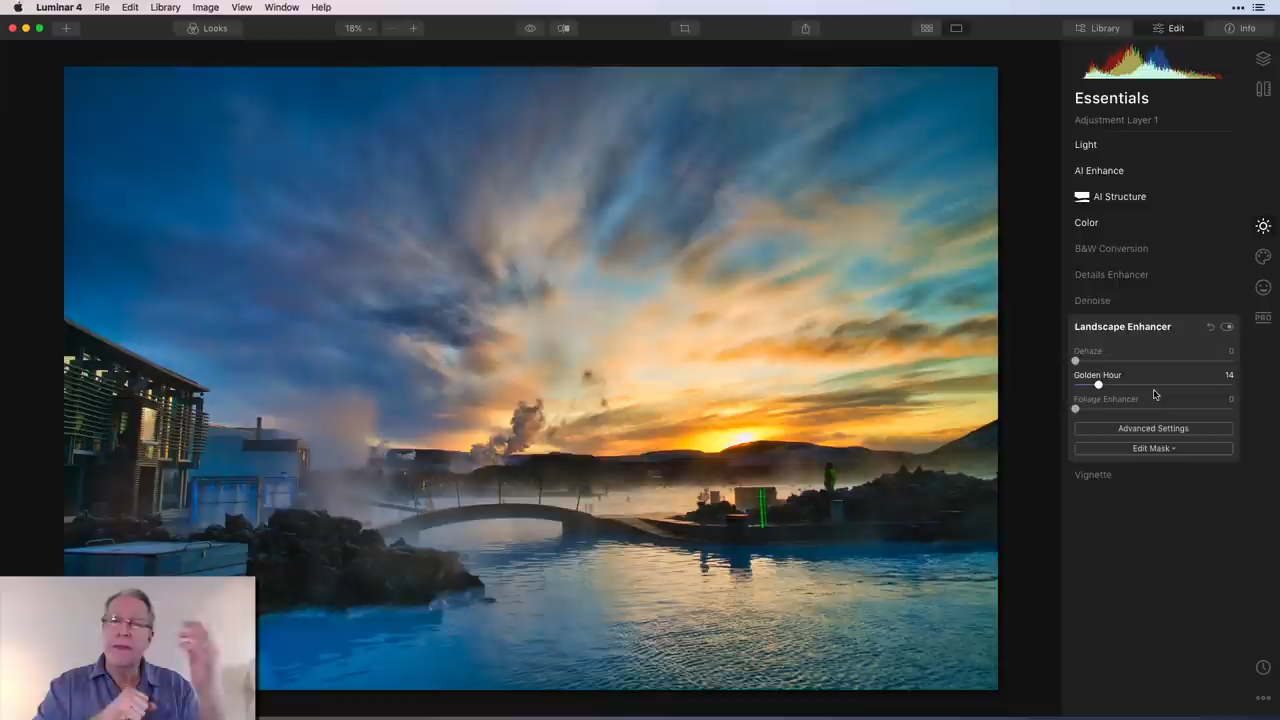 Luminar 4 File Edit Library Image View Window Help
Looks 18% Library Edit Info
Essentials
Adjustment Layer 1
Light
AI Enhance
AI Structure
Color
B&W Conversion
Details Enhancer
Denoise
Landscape Enhancer
Dehaze 0
Golden Hour 14
Foliage Enhancer 0
Advanced Settings
Edit Mask
Vignette
PRO